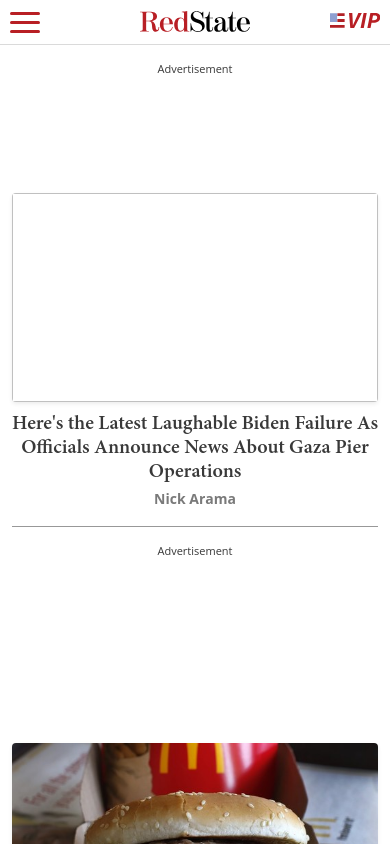 RedState
VIP
Advertisement
Here's the Latest Laughable Biden Failure As
Officials Announce News About Gaza Pier
Operations
Nick Arama
Advertisement